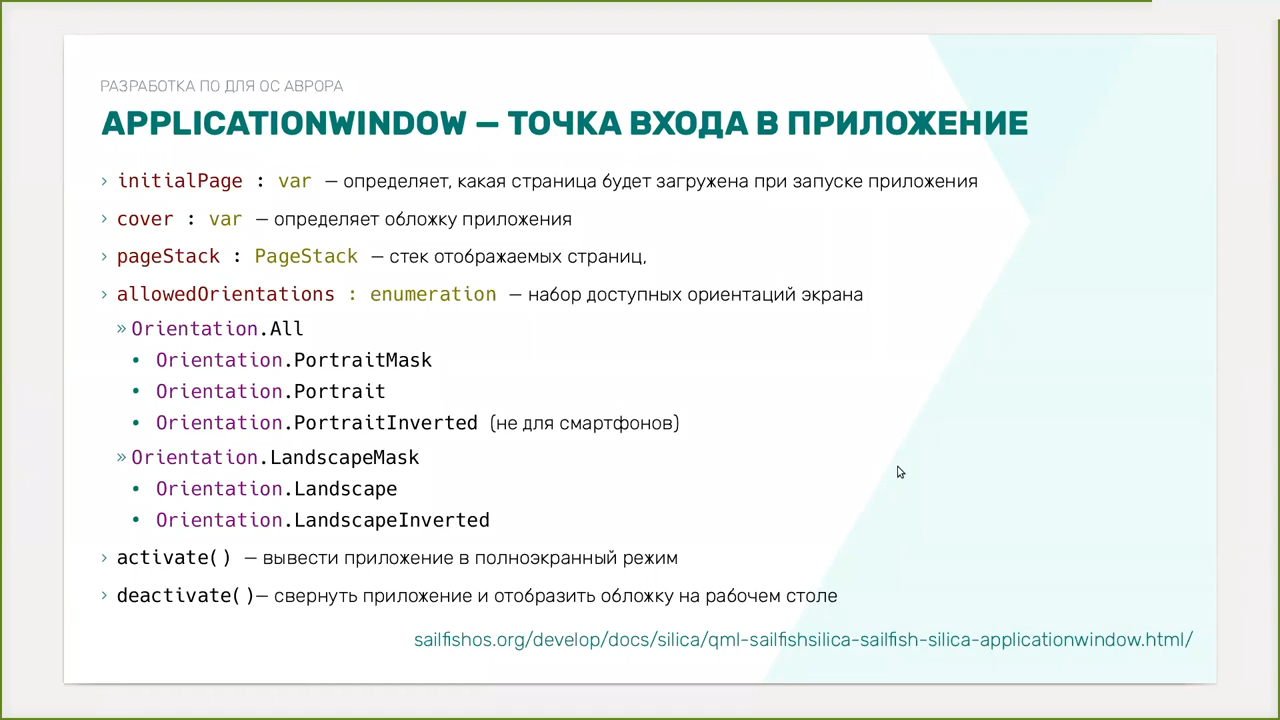 РАЗРАБОТКА ПО ДЛЯ ОС АВРОРА
APPLICATIONWINDOW — ТОЧКА ВХОДА В ПРИЛОЖЕНИЕ
› initialPage : var — определяет, какая страница будет загружена при запуске приложения
› cover : var — определяет обложку приложения
› pageStack : PageStack — стек отображаемых страниц,
› allowedOrientations : enumeration — набор доступных ориентаций экрана
» Orientation.All
• Orientation.PortraitMask
• Orientation.Portrait
• Orientation.PortraitInverted (не для смартфонов)
» Orientation.LandscapeMask
• Orientation.Landscape
• Orientation.LandscapeInverted
› activate() — вывести приложение в полноэкранный режим
› deactivate()— свернуть приложение и отобразить обложку на рабочем столе
sailfishos.org/develop/docs/silica/qml-sailfishsilica-sailfish-silica-applicationwindow.html/